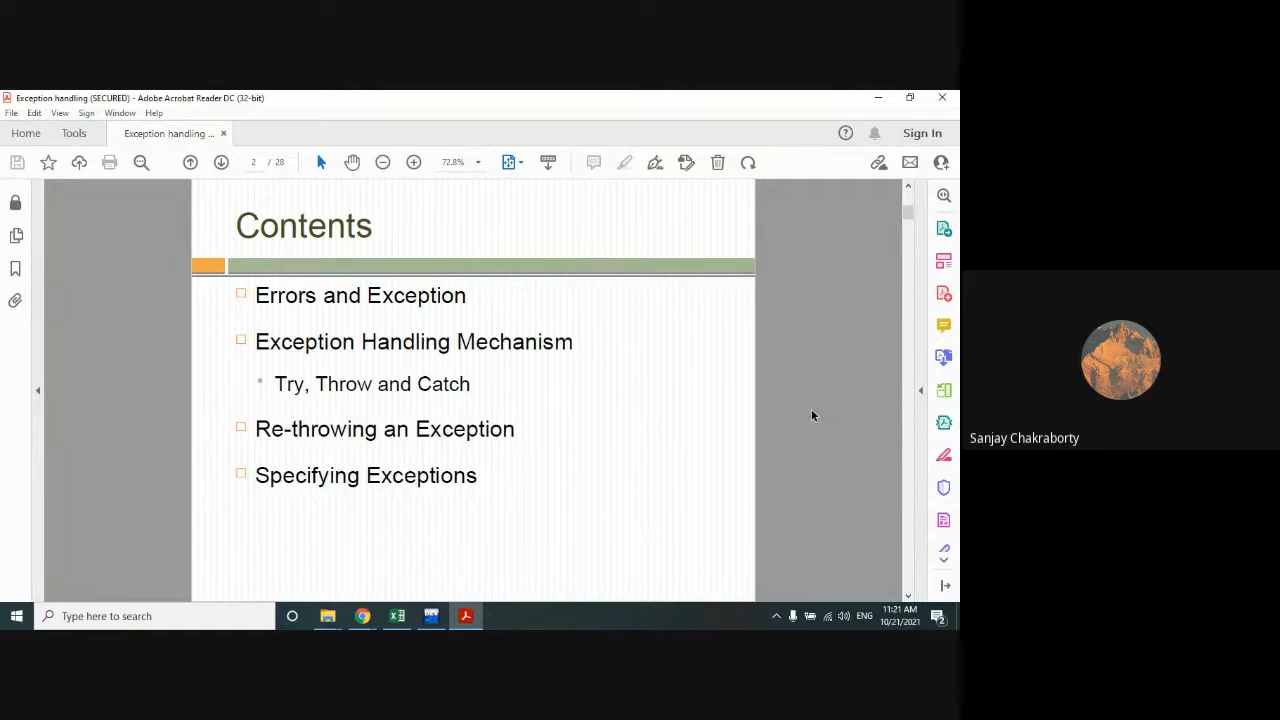 Exception handling (SECURED) - Adobe Acrobat Reader DC (32-bit)
File Edit View Sign Window Help
Home Tools Exception handling ... × Sign In
2 / 28 72.8%
Contents
Errors and Exception
Exception Handling Mechanism
Try, Throw and Catch
Re-throwing an Exception
Specifying Exceptions
Sanjay Chakraborty
Type here to search
ENG
11:21 AM
10/21/2021
2